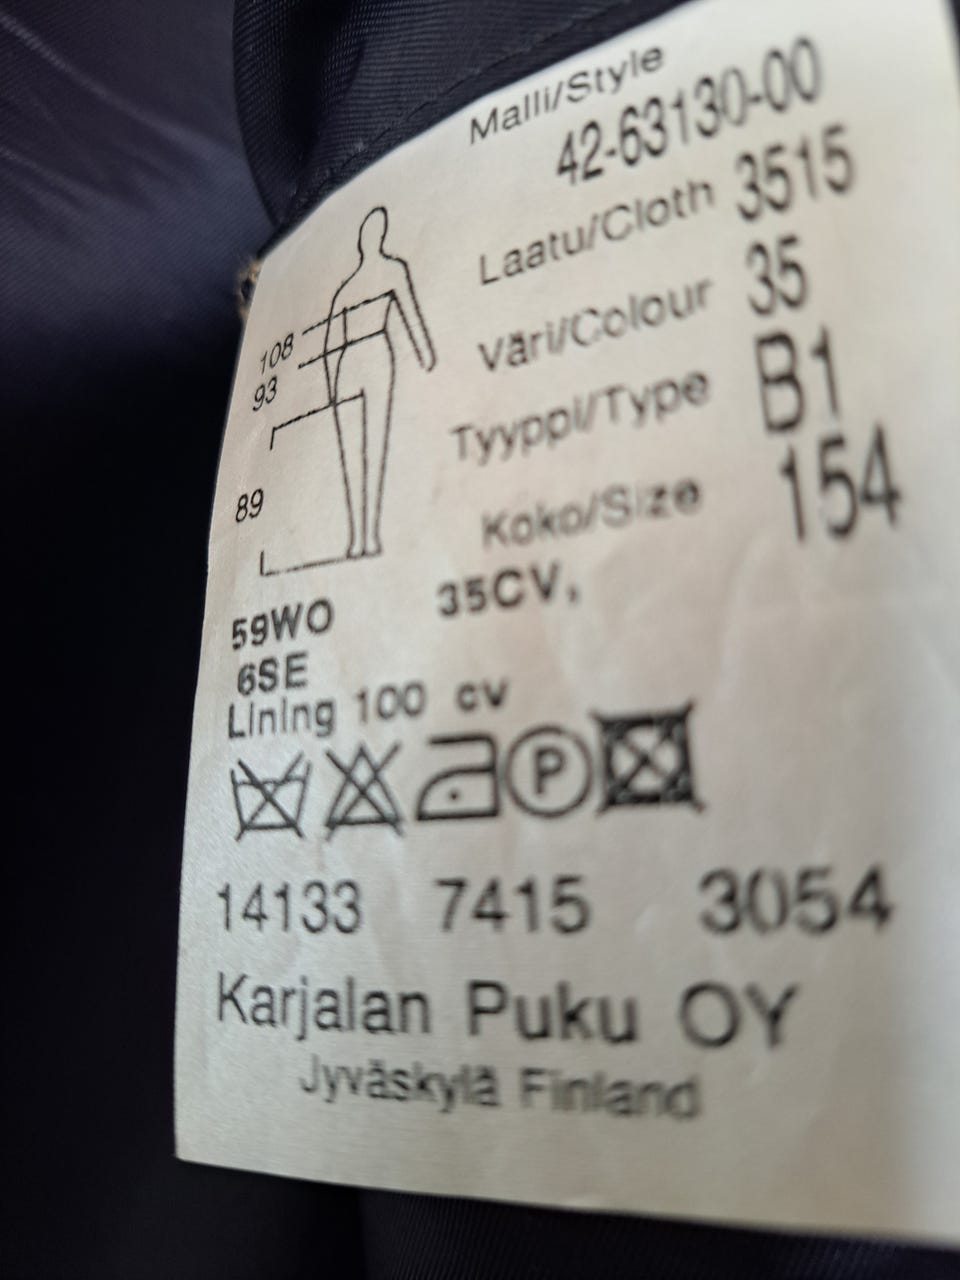 Malli/Style
42-63130-00
Laatu/Cloth 3515
Väri/Colour 35
Tyyppi/Type B1
Koko/Size 154
108
93
89
59WO 35CV,
6SE
Lining 100 cv
P
14133 7415 3054
Karjalan Puku OY
Jyväskylä Finland